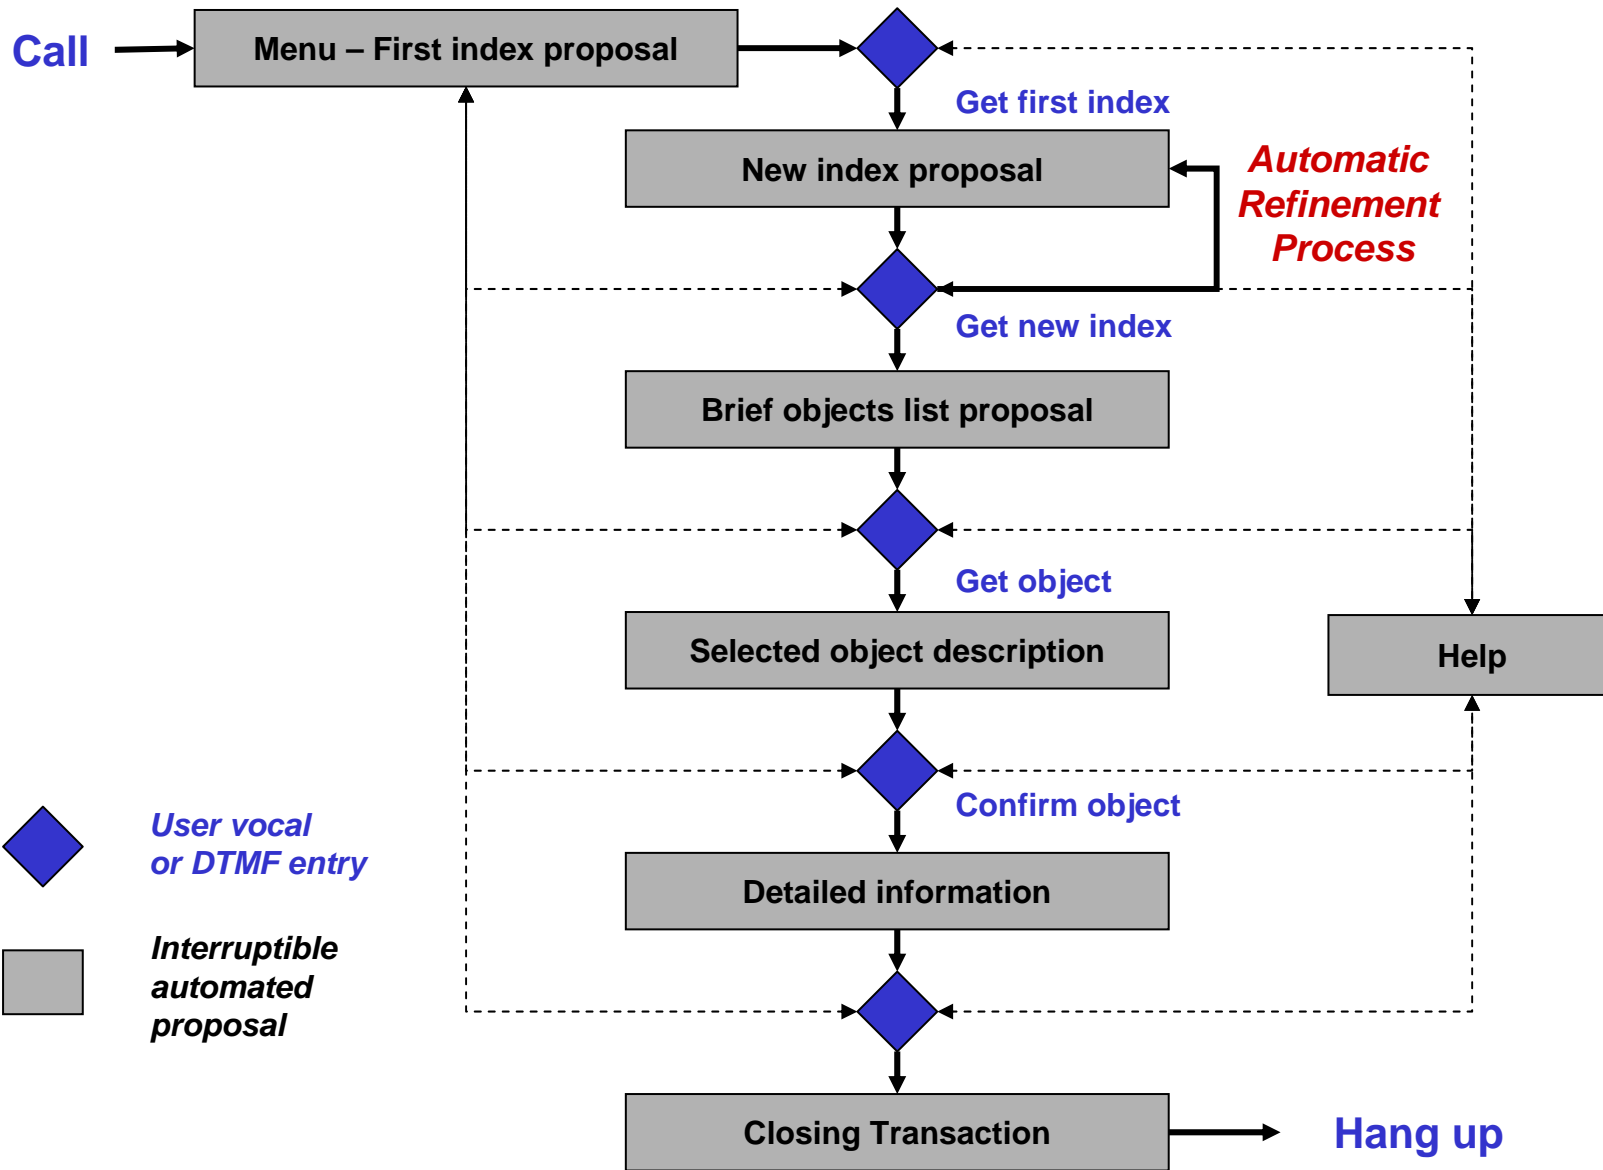 Call
Menu – First index proposal
Get first index
New index proposal
Automatic
Refinement
Process
Get new index
Brief objects list proposal
Get object
Selected object description
Help
Confirm object
User vocal
or DTMF entry
Detailed information
Interruptible
automated
proposal
Closing Transaction
Hang up